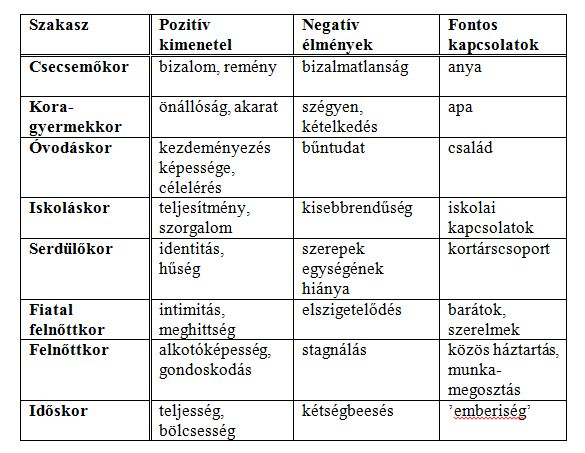 Szakasz
Pozitív
kimenetel
Negatív
élmények
Fontos
kapcsolatok
Csecsemőkor
bizalom, remény
bizalmatlanság
anya
Kora-
gyermekkor
önállóság, akarat
szégyen,
kételkedés
apa
Óvodáskor
kezdeményezés
képessége,
célelérés
bűntudat
család
Iskoláskor
teljesítmény,
szorgalom
kisebbrendűség
iskolai
kapcsolatok
Serdülőkor
identitás,
hűség
szerepek
egységének
hiánya
kortárscsoport
Fiatal
felnőttkor
intimitás,
meghittség
elszigetelődés
barátok,
szerelmek
Felnőttkor
alkotóképesség,
gondoskodás
stagnálás
közös háztartás,
munka-
megosztás
Időskor
teljesség,
bölcsesség
kétségbeesés
’emberiség’